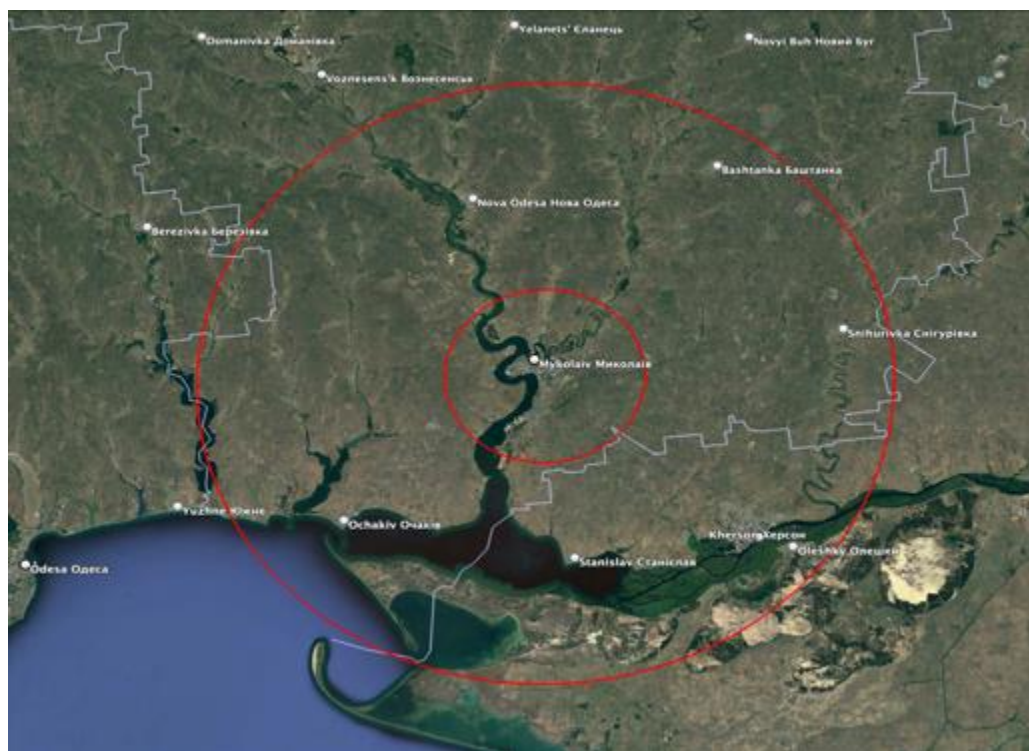 Yelanets' Єланець
Domanivka Доманівка
Novyi Buh Новий Буг
Voznesens'k Вознесенськ
Bashtanka Баштанка
Nova Odesa Нова Одеса
Berezivka Березівка
Snihurivka Снігурівка
Mykolaiv Миколаїв
Yuzhne Южне
Ochakiv Очаків
Kherson Херсон
Oleshky Олешки
Stanislav Станіслав
Odesa Одеса